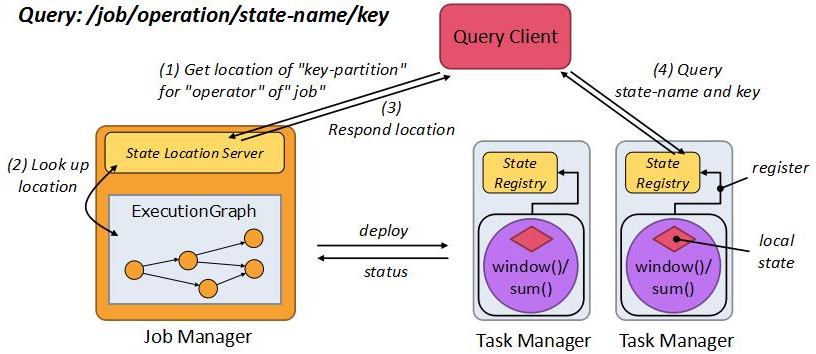 Query: /job/operation/state-name/key
Query Client
(1) Get location of "key-partition"
for "operator" of" job"
(3)
Respond location
(4) Query
state-name and key
State Location Server
(2) Look up
location
ExecutionGraph
deploy
status
Job Manager
State
Registry
window()/
sum()
Task Manager
State
Registry
window()/
sum()
Task Manager
register
local
state